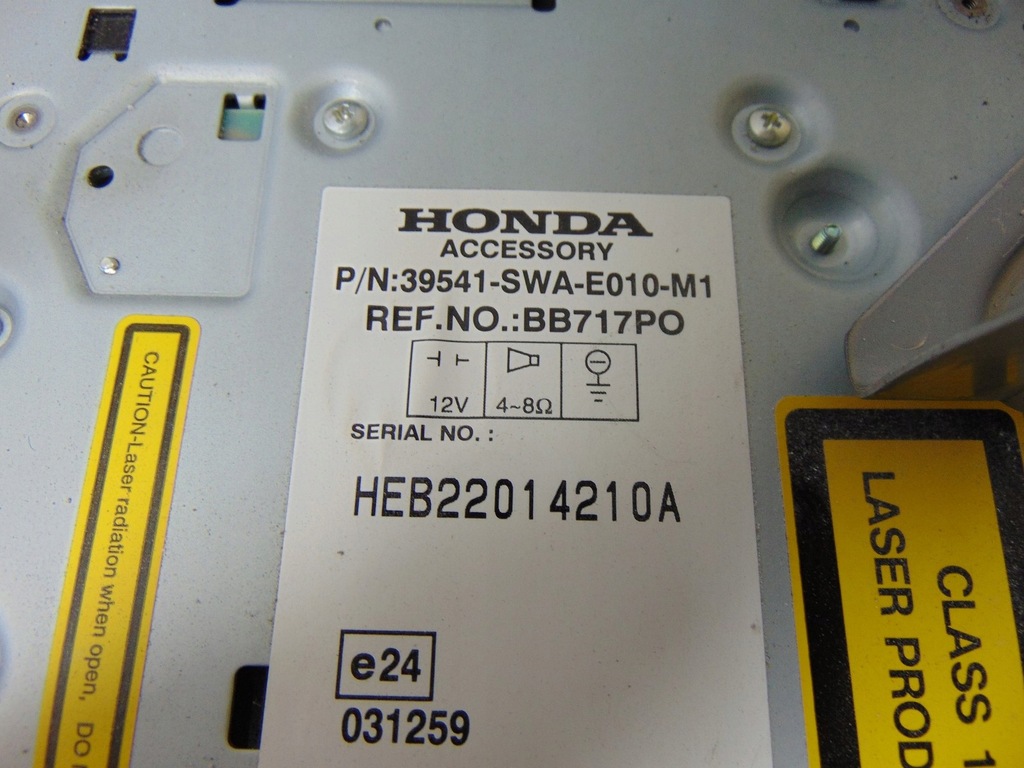 HONDA
ACCESSORY
P/N:39541-SWA-E010-M1
REF.NO.:BB717PO
12V
4~8Ω
SERIAL NO. :
HEB22014210A
e24
031259
CAUTION-Laser radiation when open, DO
CLASS 1
LASER PROD